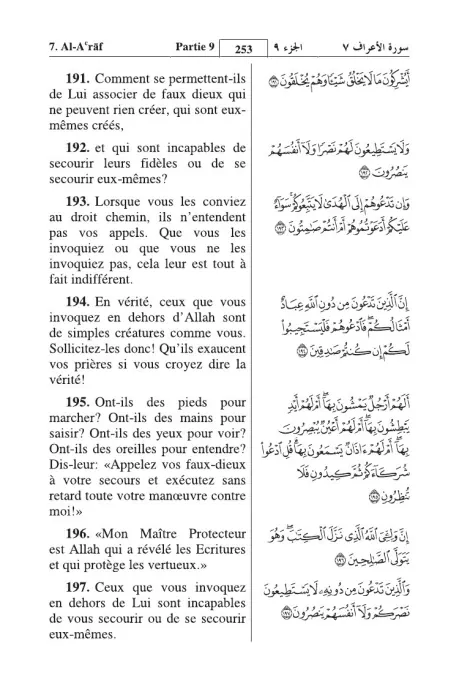 7. Al-Aᶜrāf Partie 9 253 الجزء ٩ سورة الأعراف ٧
191. Comment se permettent-ils
de Lui associer de faux dieux qui
ne peuvent rien créer, qui sont eux-
mêmes créés,
192. et qui sont incapables de
secourir leurs fidèles ou de se
secourir eux-mêmes?
193. Lorsque vous les conviez
au droit chemin, ils n’entendent
pas vos appels. Que vous les
invoquiez ou que vous ne les
invoquiez pas, cela leur est tout à
fait indifférent.
194. En vérité, ceux que vous
invoquez en dehors d’Allah sont
de simples créatures comme vous.
Sollicitez-les donc! Qu’ils exaucent
vos prières si vous croyez dire la
vérité!
195. Ont-ils des pieds pour
marcher? Ont-ils des mains pour
saisir? Ont-ils des yeux pour voir?
Ont-ils des oreilles pour entendre?
Dis-leur: «Appelez vos faux-dieux
à votre secours et exécutez sans
retard toute votre manœuvre contre
moi!»
196. «Mon Maître Protecteur
est Allah qui a révélé les Ecritures
et qui protège les vertueux.»
197. Ceux que vous invoquez
en dehors de Lui sont incapables
de vous secourir ou de se secourir
eux-mêmes.
أَيُشْرِكُونَ مَا لَا يَخْلُقُ شَيْئًا وَهُمْ يُخْلَقُونَ ﴿١٩١﴾
وَلَا يَسْتَطِيعُونَ لَهُمْ نَصْرًا وَلَا أَنفُسَهُمْ
يَنصُرُونَ ﴿١٩٢﴾
وَإِن تَدْعُوهُمْ إِلَى الْهُدَىٰ لَا يَتَّبِعُوكُمْ سَوَاءٌ
عَلَيْكُمْ أَدَعَوْتُمُوهُمْ أَمْ أَنتُمْ صَامِتُونَ ﴿١٩٣﴾
إِنَّ الَّذِينَ تَدْعُونَ مِن دُونِ اللَّهِ عِبَادٌ
أَمْثَالُكُمْ فَادْعُوهُمْ فَلْيَسْتَجِيبُوا
لَكُمْ إِن كُنتُمْ صَادِقِينَ ﴿١٩٤﴾
أَلَهُمْ أَرْجُلٌ يَمْشُونَ بِهَا أَمْ لَهُمْ أَيْدٍ
يَبْطِشُونَ بِهَا أَمْ لَهُمْ أَعْيُنٌ يُبْصِرُونَ
بِهَا أَمْ لَهُمْ ءَاذَانٌ يَسْمَعُونَ بِهَا قُلِ ادْعُوا
شُرَكَاءَكُمْ ثُمَّ كِيدُونِ فَلَا
تُنظِرُونِ ﴿١٩٥﴾
إِنَّ وَلِيِّيَ اللَّهُ الَّذِي نَزَّلَ الْكِتَابَ وَهُوَ
يَتَوَلَّى الصَّالِحِينَ ﴿١٩٦﴾
وَالَّذِينَ تَدْعُونَ مِن دُونِهِ لَا يَسْتَطِيعُونَ
نَصْرَكُمْ وَلَا أَنفُسَهُمْ يَنصُرُونَ ﴿١٩٧﴾